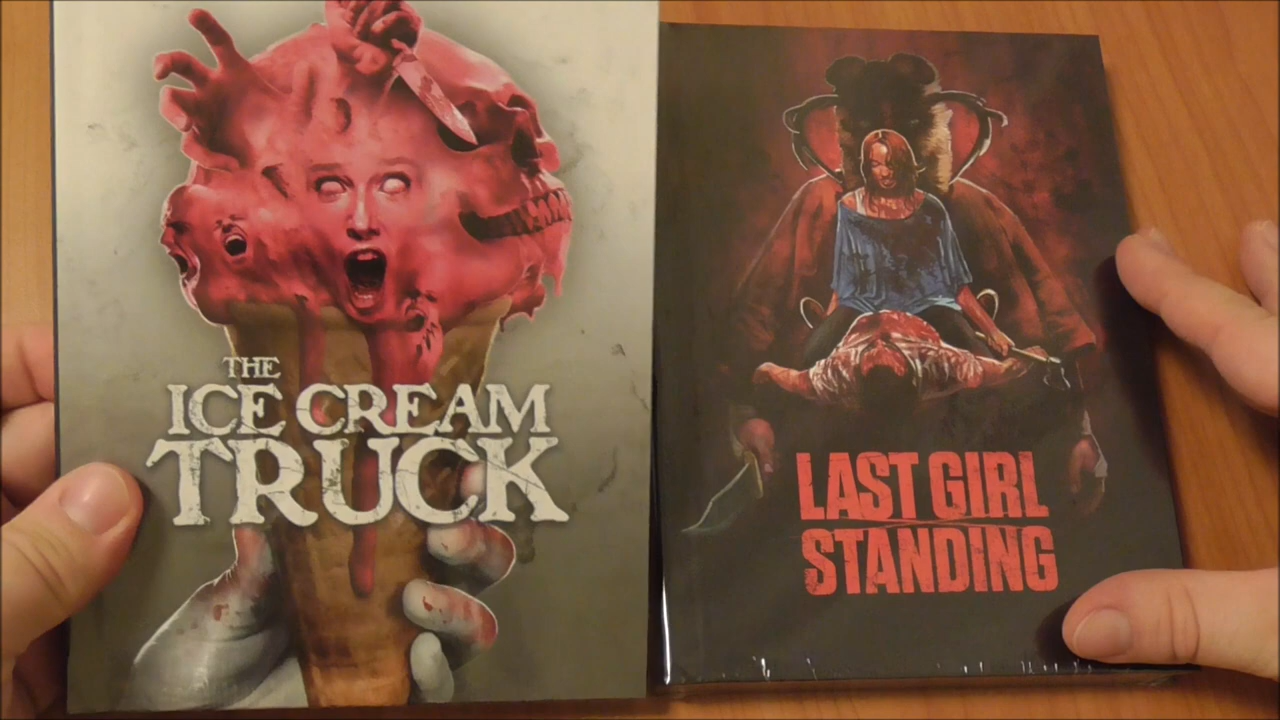 THE
ICE CREAM
TRUCK
LAST GIRL
STANDING